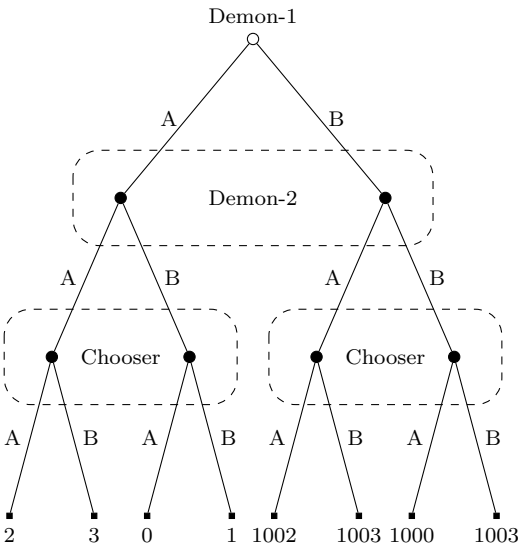 Demon-1
A B
Demon-2
A B A B
Chooser Chooser
A B A B A B A B
2 3 0 1 1002 1003 1000 1003